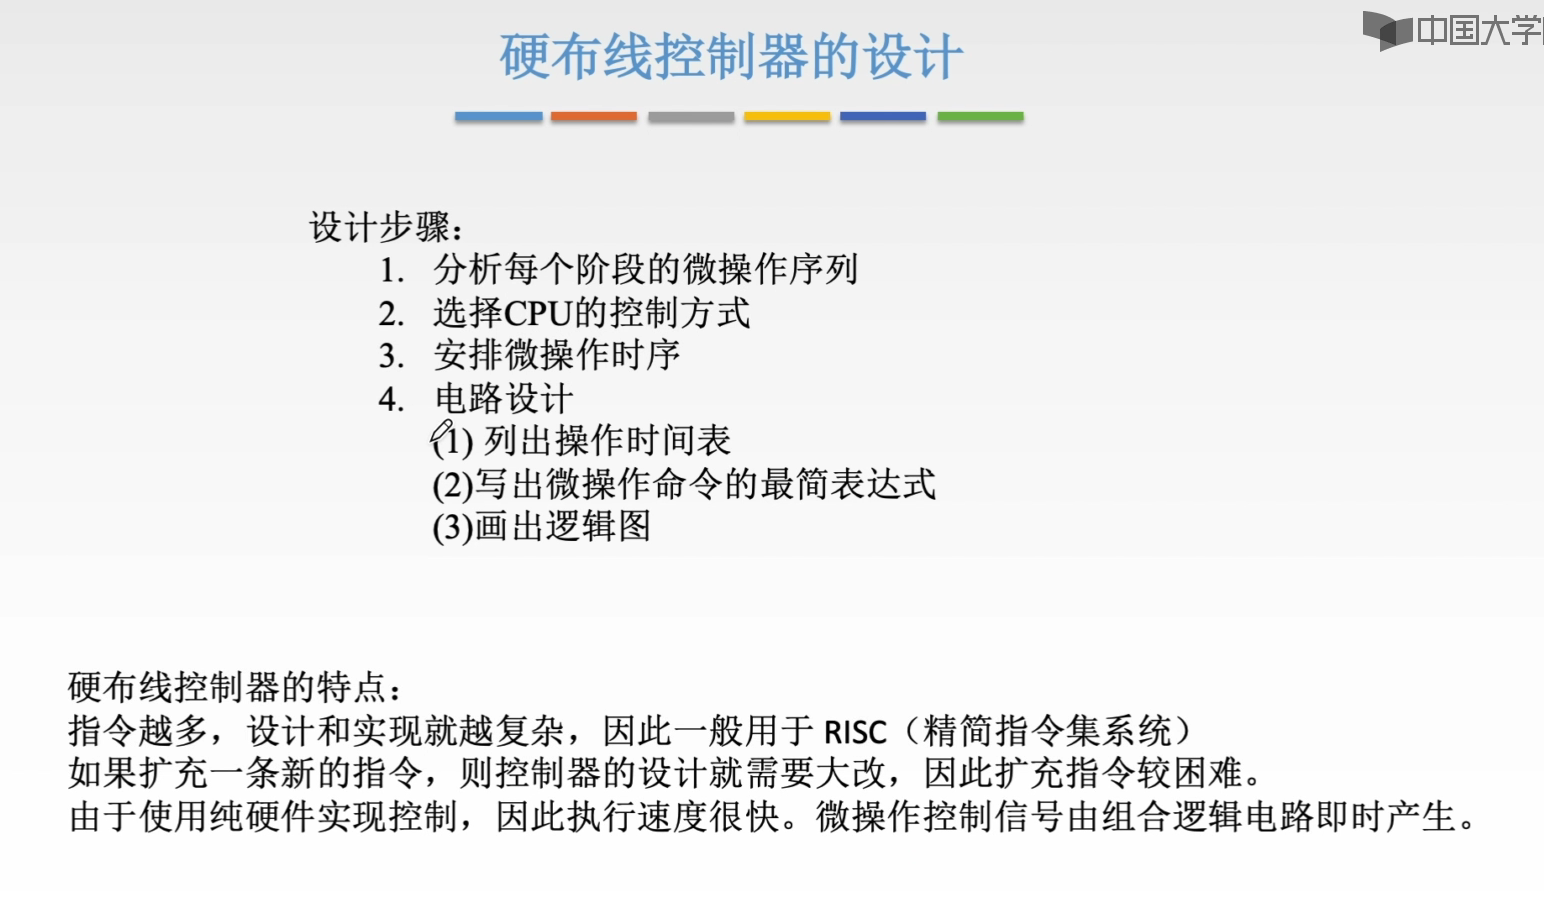 中国大学
硬布线控制器的设计
设计步骤：
1. 分析每个阶段的微操作序列
2. 选择CPU的控制方式
3. 安排微操作时序
4. 电路设计
(1) 列出操作时间表
(2)写出微操作命令的最简表达式
(3)画出逻辑图
硬布线控制器的特点：
指令越多，设计和实现就越复杂，因此一般用于 RISC（精简指令集系统）
如果扩充一条新的指令，则控制器的设计就需要大改，因此扩充指令较困难。
由于使用纯硬件实现控制，因此执行速度很快。微操作控制信号由组合逻辑电路即时产生。